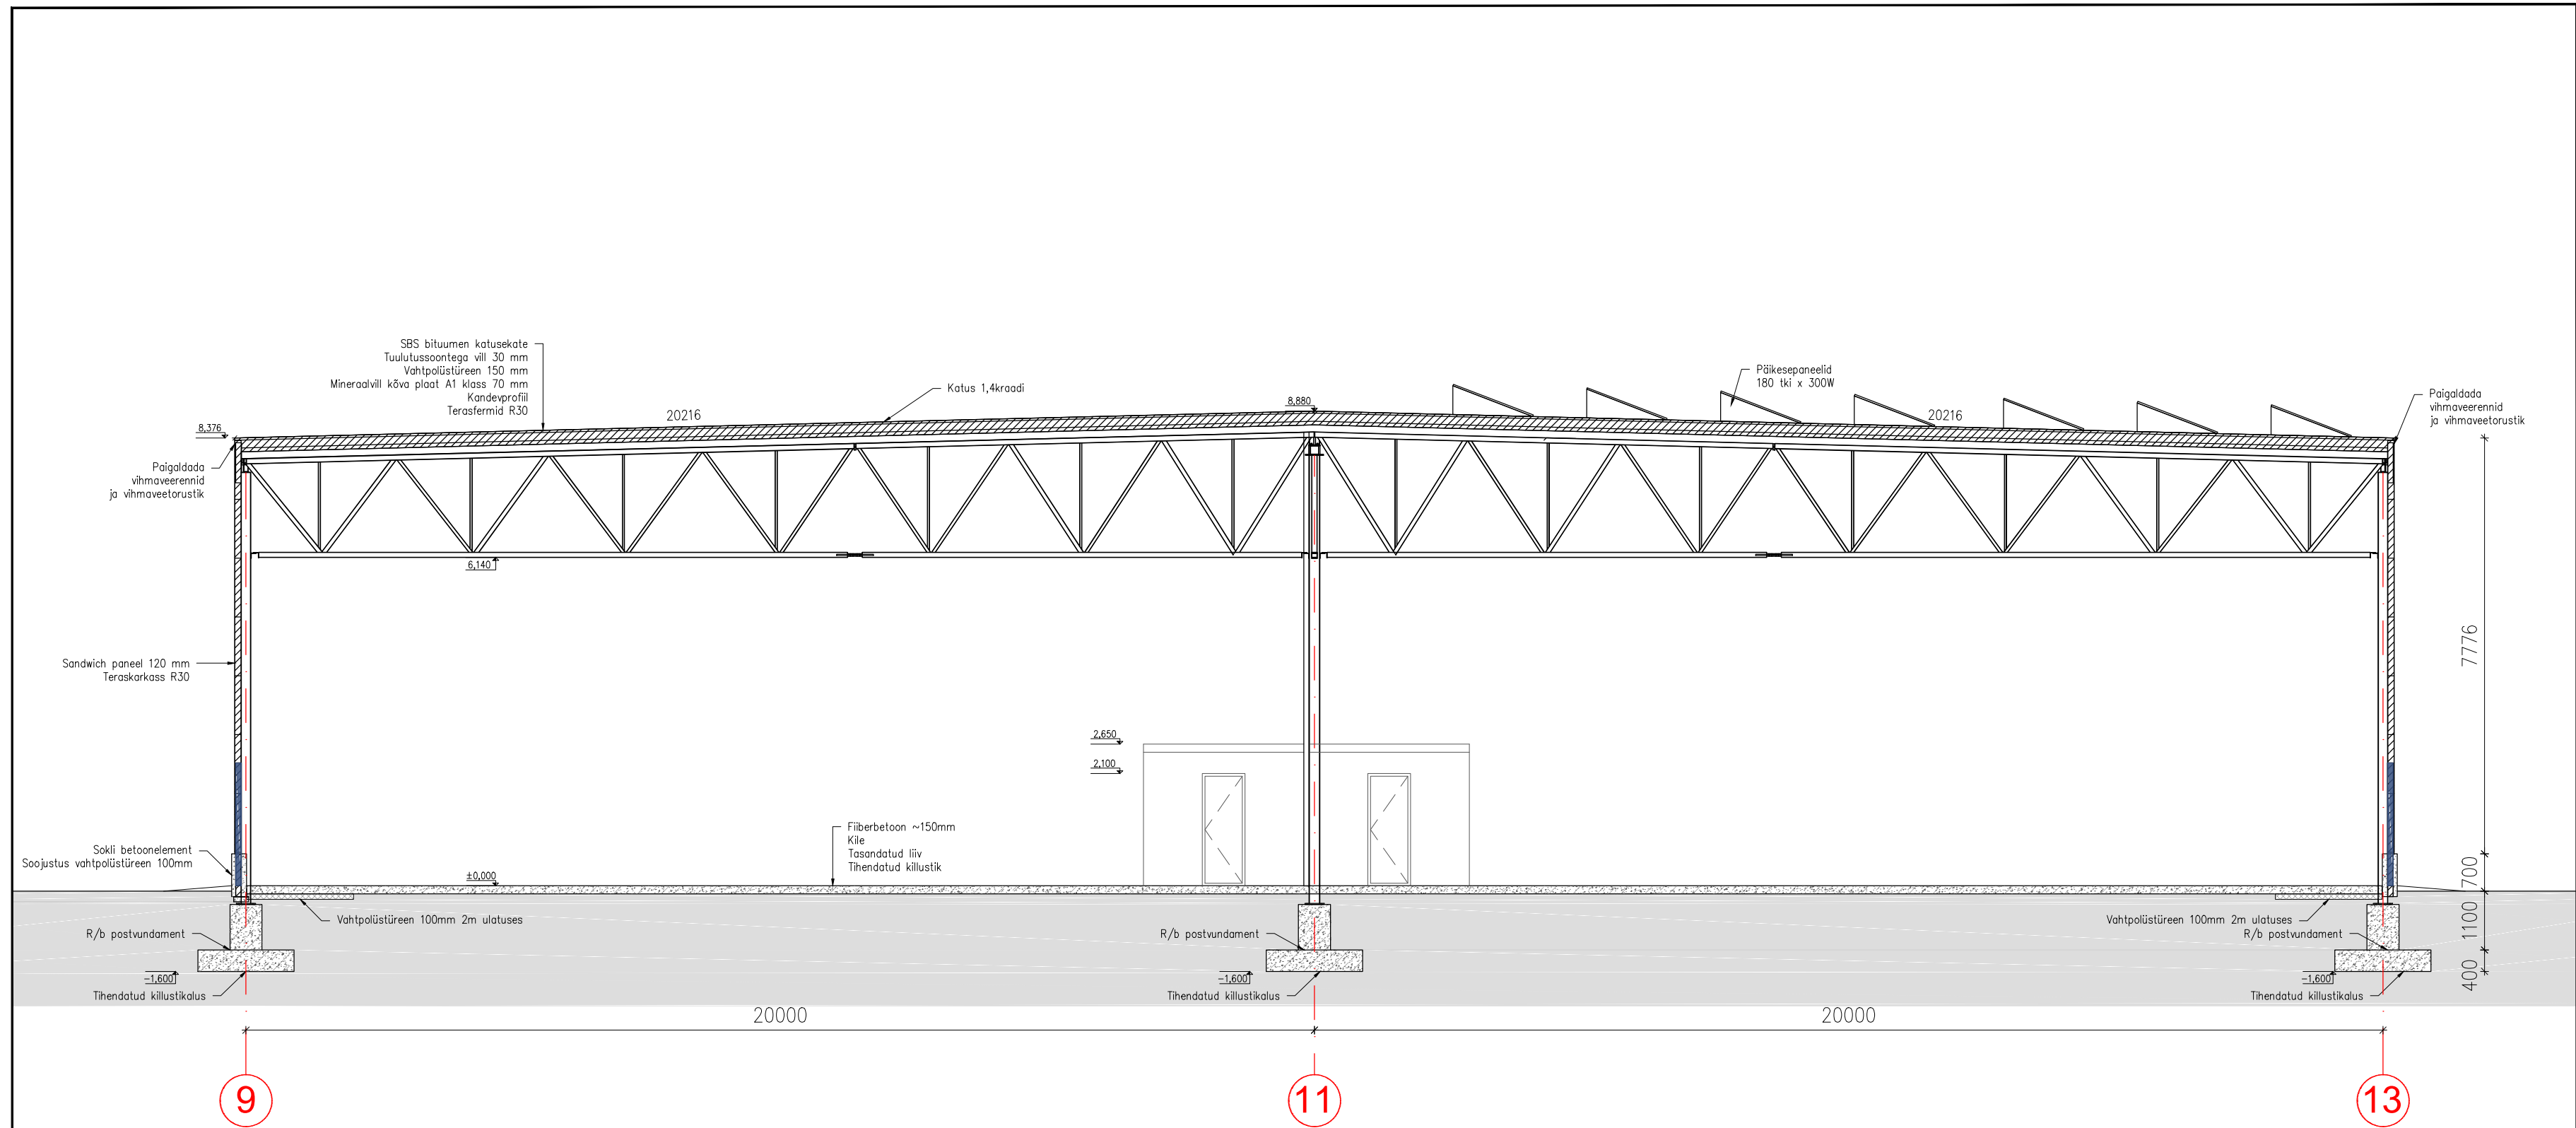 SBS bituumen katusekate
Tuulutussoontega vill 30 mm
Vahtpolüstüreen 150 mm
Mineraalvill kõva plaat A1 klass 70 mm
Kandevprofiil
Terasfermid R30
20216
Katus 1,4kraadi
8,880
Päikesepaneelid
180 tki x 300W
20216
Paigaldada
vihmaveerennid
ja vihmaveetorustik
8,376
Paigaldada
vihmaveerennid
ja vihmaveetorustik
6,140
Sandwich paneel 120 mm
Teraskarkass R30
7776
2,650
2,100
Sokli betoonelement
Soojustus vahtpolüstüreen 100mm
±0,000
Fiiberbetoon ~150mm
Kile
Tasandatud liiv
Tihendatud killustik
700
Vahtpolüstüreen 100mm 2m ulatuses
Vahtpolüstüreen 100mm 2m ulatuses
R/b postvundament
R/b postvundament
R/b postvundament
1100
-1,600
-1,600
-1,600
400
Tihendatud killustikalus
Tihendatud killustikalus
Tihendatud killustikalus
20000
20000
9
11
13